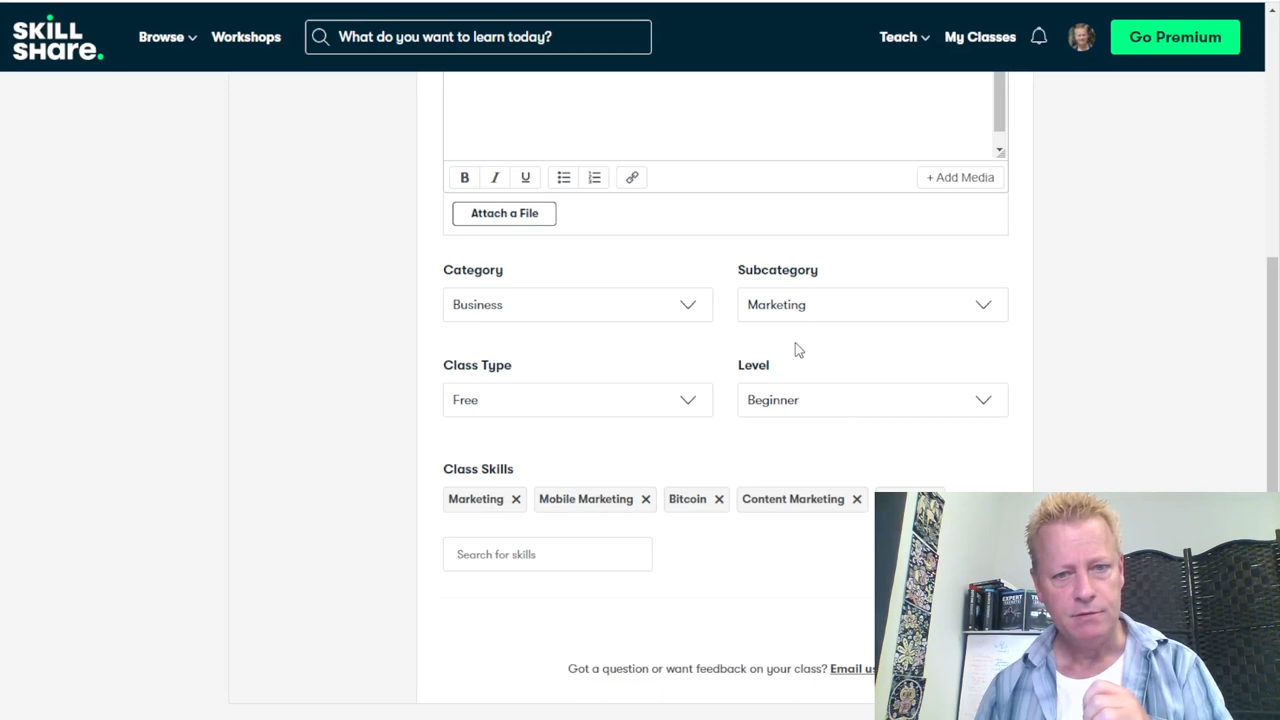 SKILL
SHARE.
Browse
Workshops
What do you want to learn today?
Teach
My Classes
Go Premium
B I U
+ Add Media
Attach a File
Category
Subcategory
Business
Marketing
Class Type
Level
Free
Beginner
Class Skills
Marketing ×
Mobile Marketing ×
Bitcoin ×
Content Marketing ×
Search for skills
EXPERT
Got a question or want feedback on your class? Email us